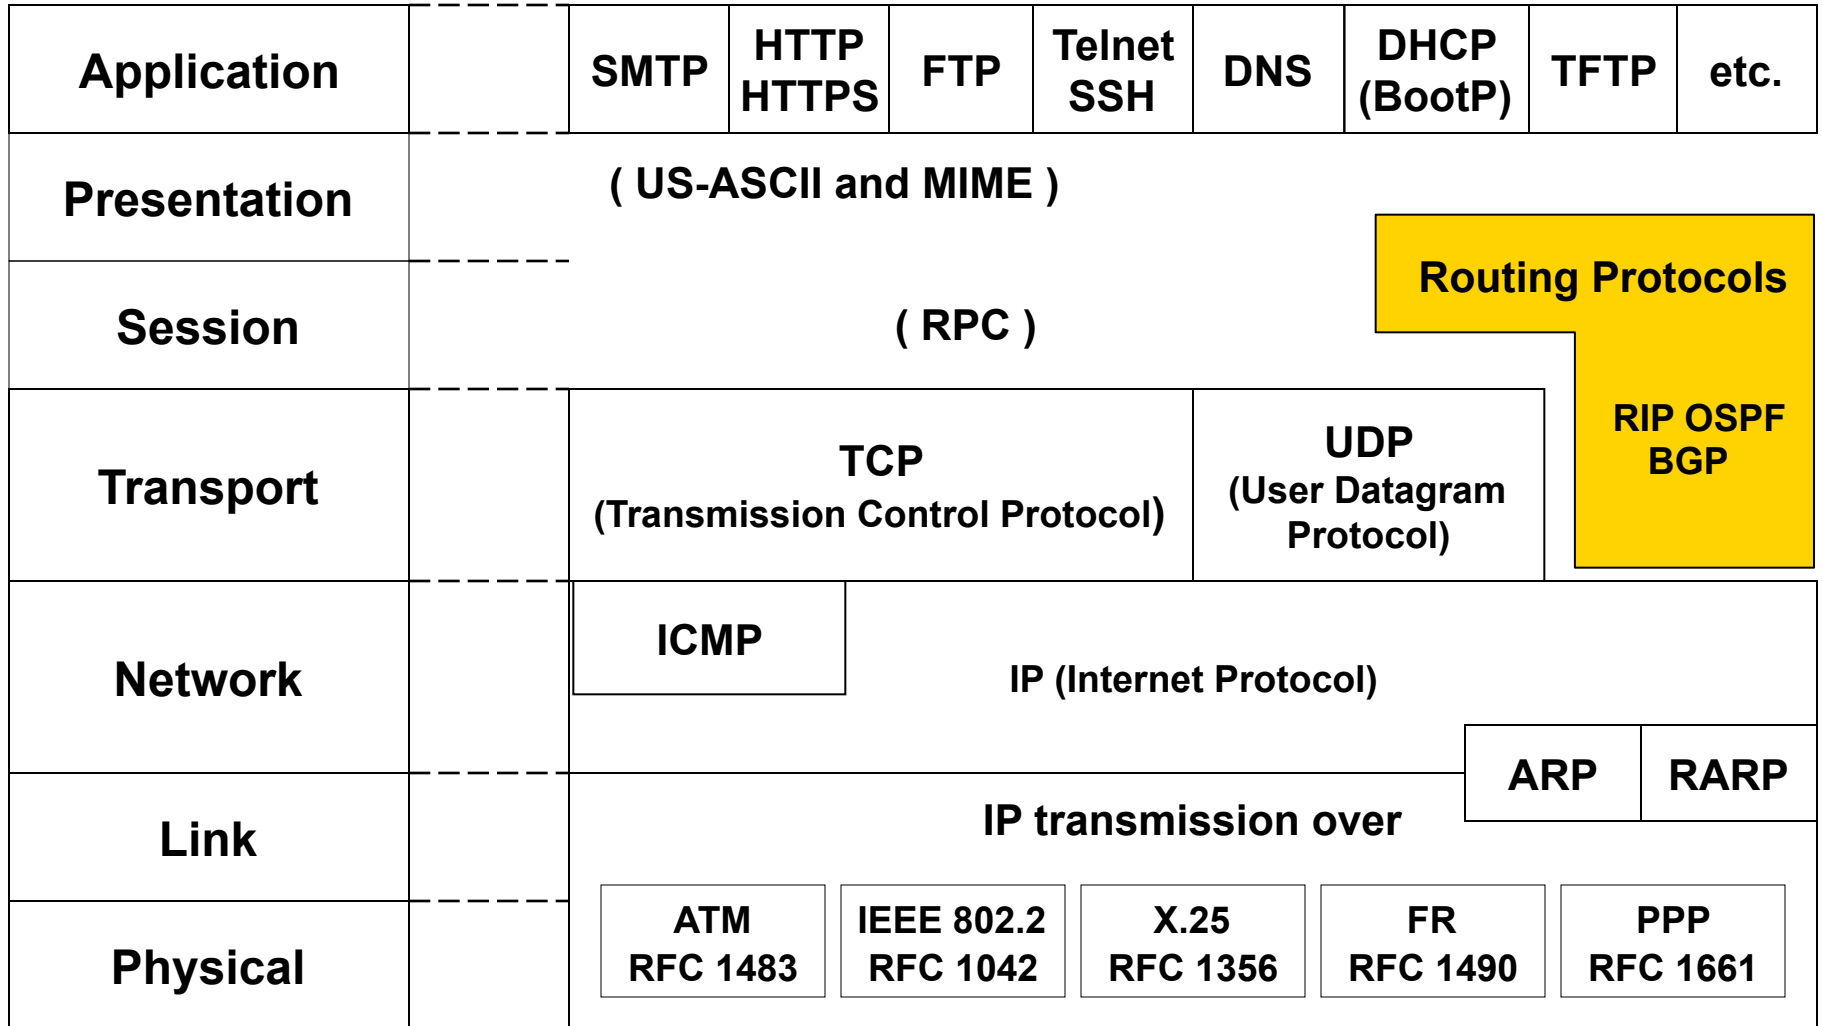 Application
SMTP
HTTP
HTTPS
FTP
Telnet
SSH
DNS
DHCP
(BootP)
TFTP
etc.
Presentation
( US-ASCII and MIME )
Routing Protocols
Session
( RPC )
RIP OSPF
BGP
Transport
TCP
(Transmission Control Protocol)
UDP
(User Datagram
Protocol)
Network
ICMP
IP (Internet Protocol)
ARP
RARP
Link
IP transmission over
Physical
ATM
RFC 1483
IEEE 802.2
RFC 1042
X.25
RFC 1356
FR
RFC 1490
PPP
RFC 1661